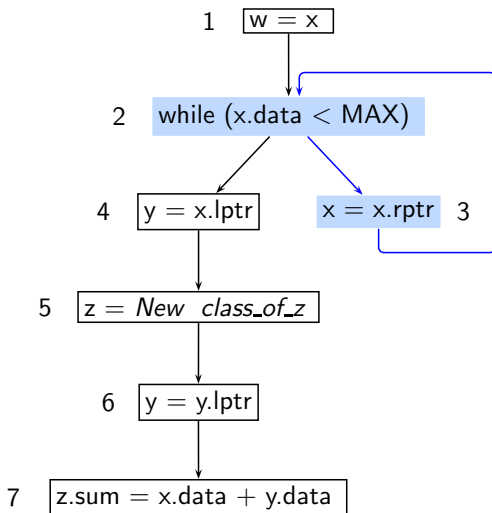 1 w = x
2 while (x.data < MAX)
4 y = x.lptr
x = x.rptr 3
5 z = New class_of_z
6 y = y.lptr
7 z.sum = x.data + y.data